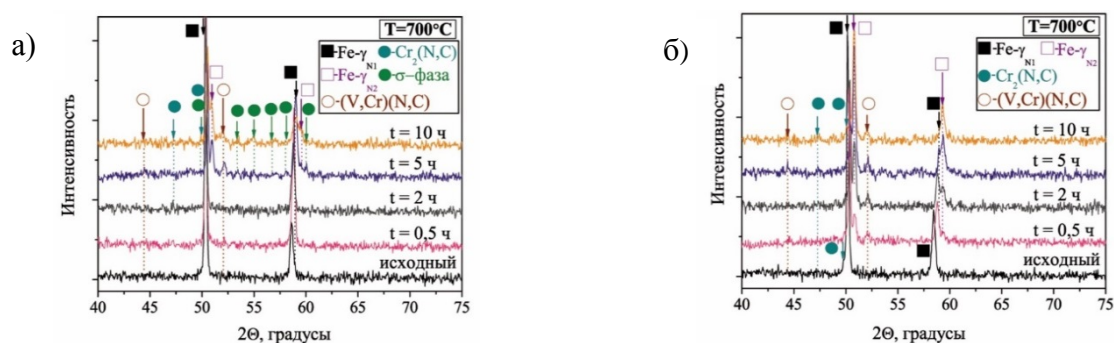 а)
T=700°C
Fe-γN1
Cr2(N,C)
Fe-γN2
σ–фаза
(V,Cr)(N,C)
t = 10 ч
t = 5 ч
t = 2 ч
t = 0,5 ч
исходный
Интенсивность
40 45 50 55 60 65 70 75
2Θ, градусы
б)
T=700°C
Fe-γN1
Fe-γN2
Cr2(N,C)
(V,Cr)(N,C)
t = 10 ч
t = 5 ч
t = 2 ч
t = 0,5 ч
исходный
Интенсивность
40 45 50 55 60 65 70 75
2Θ, градусы